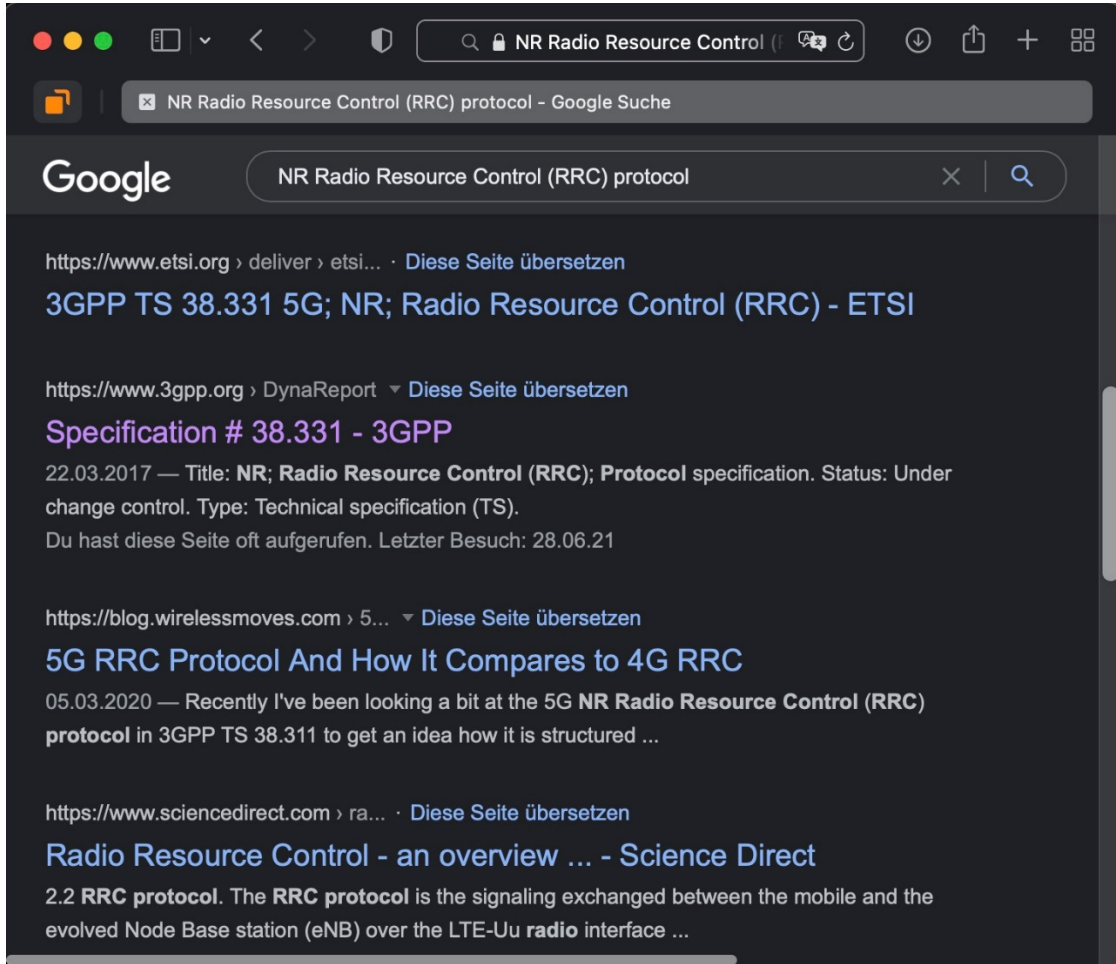 NR Radio Resource Control (
NR Radio Resource Control (RRC) protocol - Google Suche
Google
NR Radio Resource Control (RRC) protocol
https://www.etsi.org › deliver › etsi... · Diese Seite übersetzen
3GPP TS 38.331 5G; NR; Radio Resource Control (RRC) - ETSI
https://www.3gpp.org › DynaReport ▾ Diese Seite übersetzen
Specification # 38.331 - 3GPP
22.03.2017 — Title: NR; Radio Resource Control (RRC); Protocol specification. Status: Under
change control. Type: Technical specification (TS).
Du hast diese Seite oft aufgerufen. Letzter Besuch: 28.06.21
https://blog.wirelessmoves.com › 5... ▾ Diese Seite übersetzen
5G RRC Protocol And How It Compares to 4G RRC
05.03.2020 — Recently I've been looking a bit at the 5G NR Radio Resource Control (RRC)
protocol in 3GPP TS 38.311 to get an idea how it is structured ...
https://www.sciencedirect.com › ra... · Diese Seite übersetzen
Radio Resource Control - an overview ... - Science Direct
2.2 RRC protocol. The RRC protocol is the signaling exchanged between the mobile and the
evolved Node Base station (eNB) over the LTE-Uu radio interface ...